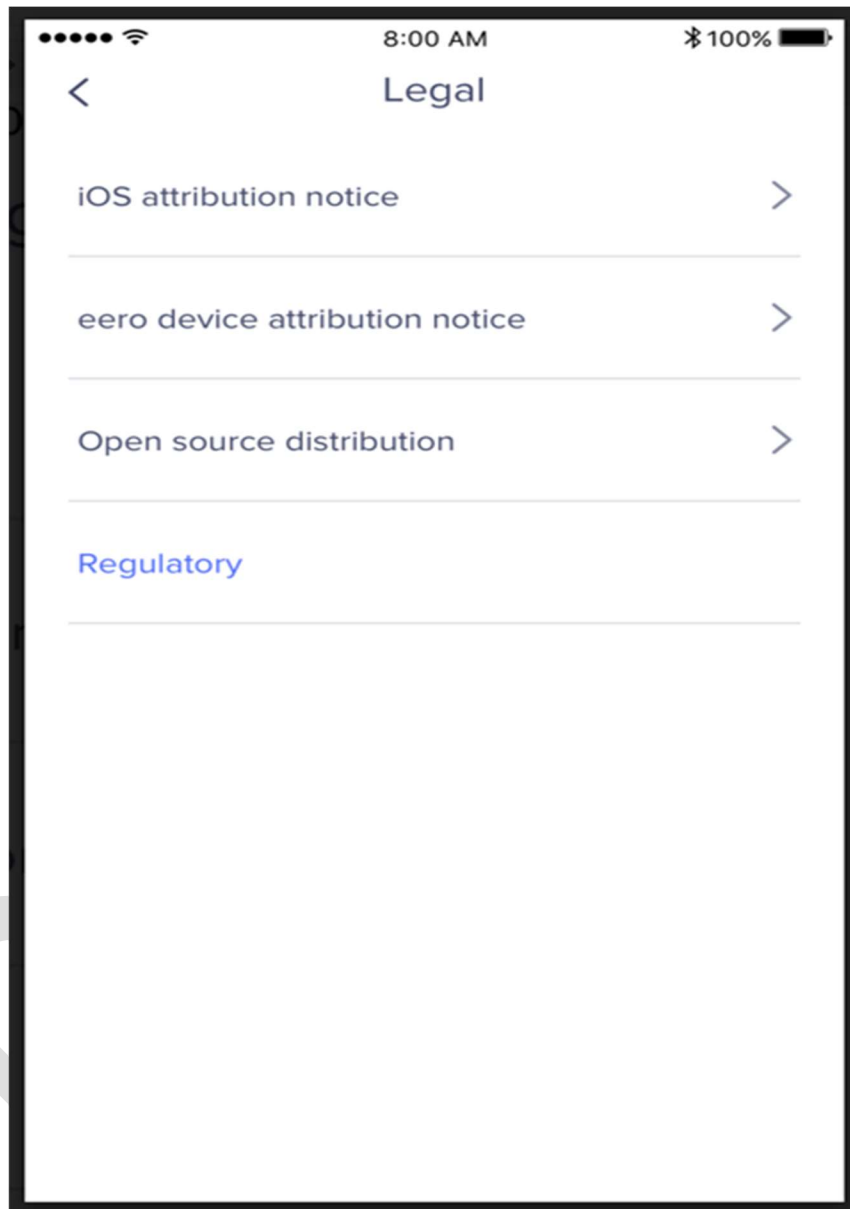 8:00 AM
100%
Legal
iOS attribution notice
eero device attribution notice
Open source distribution
Regulatory